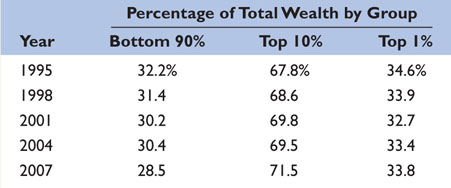 Percentage of Total Wealth by Group
Year Bottom 90% Top 10% Top 1%
1995 32.2% 67.8% 34.6%
1998 31.4 68.6 33.9
2001 30.2 69.8 32.7
2004 30.4 69.5 33.4
2007 28.5 71.5 33.8